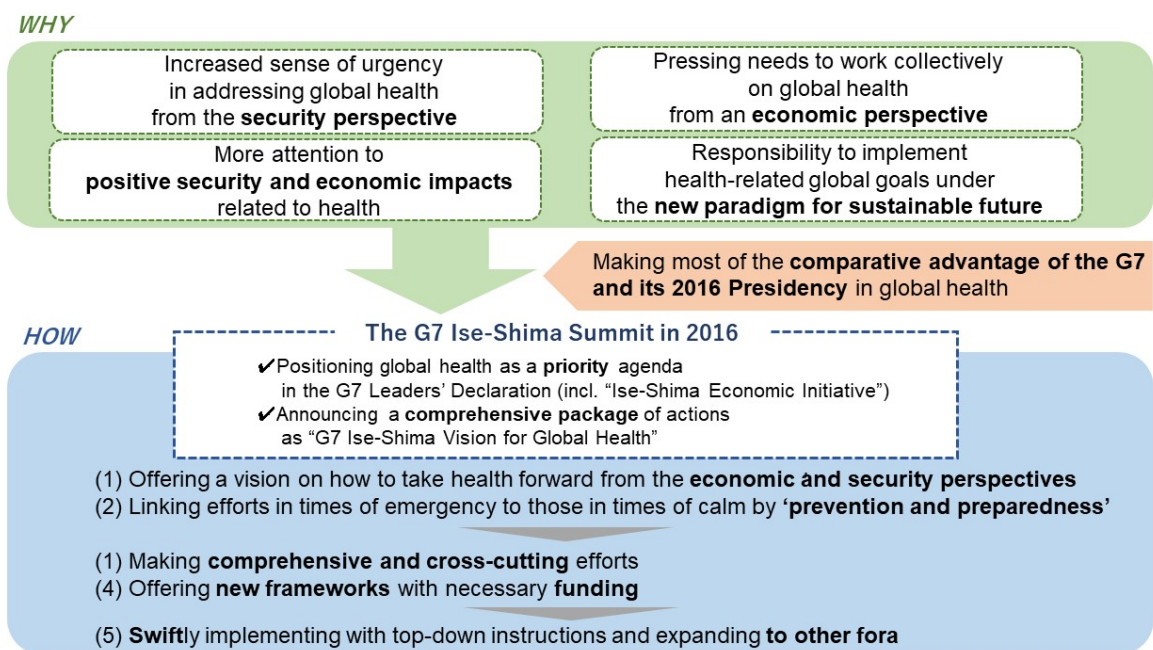 WHY
Increased sense of urgency
in addressing global health
from the security perspective
Pressing needs to work collectively
on global health
from an economic perspective
More attention to
positive security and economic impacts
related to health
Responsibility to implement
health-related global goals under
the new paradigm for sustainable future
Making most of the comparative advantage of the G7
and its 2016 Presidency in global health
HOW
The G7 Ise-Shima Summit in 2016
✔Positioning global health as a priority agenda
in the G7 Leaders’ Declaration (incl. “Ise-Shima Economic Initiative”)
✔Announcing a comprehensive package of actions
as “G7 Ise-Shima Vision for Global Health”
(1) Offering a vision on how to take health forward from the economic and security perspectives
(2) Linking efforts in times of emergency to those in times of calm by ‘prevention and preparedness’
(1) Making comprehensive and cross-cutting efforts
(4) Offering new frameworks with necessary funding
(5) Swiftly implementing with top-down instructions and expanding to other fora